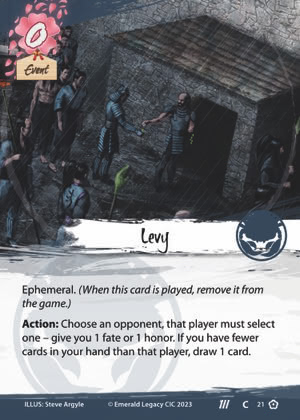 0
Event
Levy
Ephemeral. (When this card is played, remove it from
the game.)
Action: Choose an opponent, that player must select
one – give you 1 fate or 1 honor. If you have fewer
cards in your hand than that player, draw 1 card.
ILLUS: Steve Argyle © Emerald Legacy CIC 2023 C 21